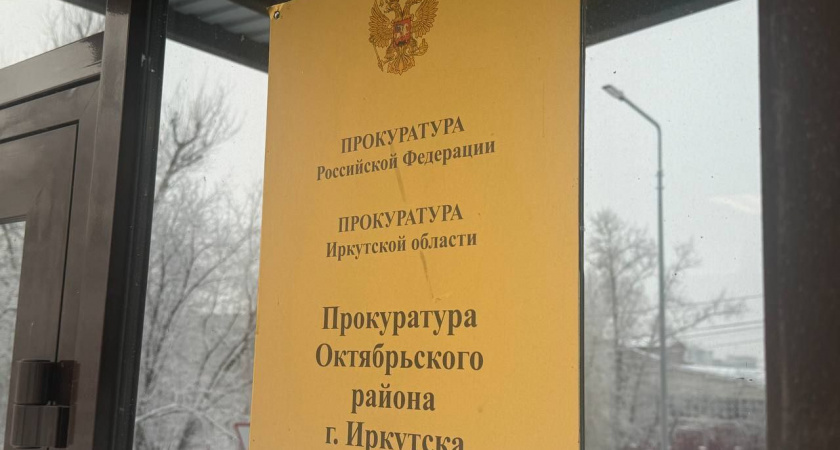 ПРОКУРАТУРА
Российской Федерации
ПРОКУРАТУРА
Иркутской области
Прокуратура
Октябрьского
района
г. Иркутска